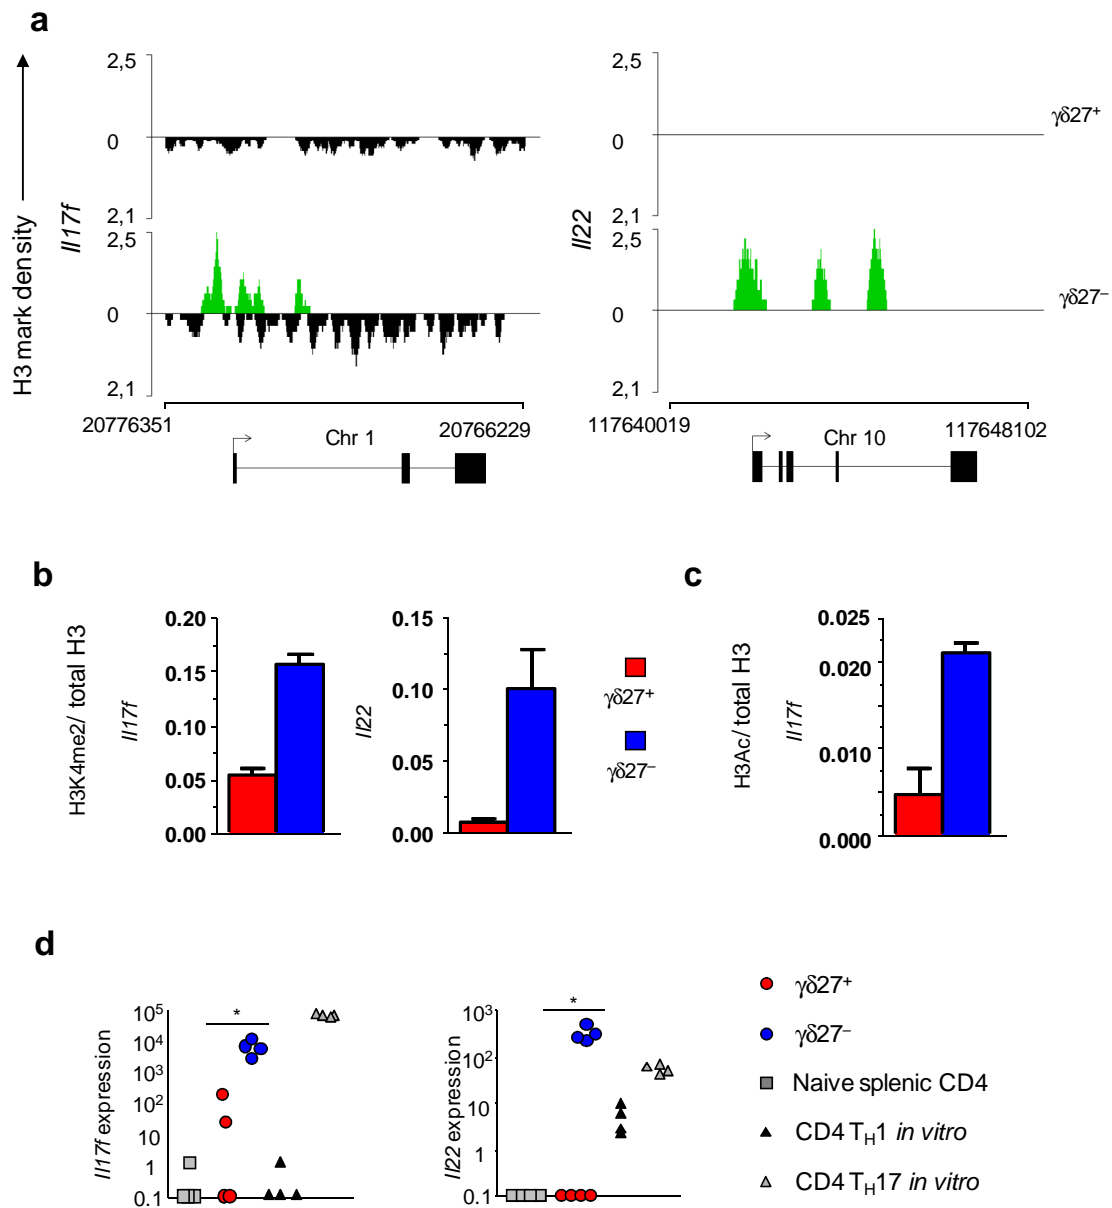 a
H3 mark density
Il17f
2,5
0
2,1
2,5
0
2,1
20776351
Chr 1
20766229
Il22
2,5
0
2,1
2,5
0
2,1
117640019
Chr 10
117648102
γδ27⁺
γδ27⁻
b
H3K4me2/ total H3
Il17f
0.20
0.15
0.10
0.05
0.00
Il22
0.15
0.10
0.05
0.00
γδ27⁺
γδ27⁻
c
H3Ac/ total H3
Il17f
0.025
0.020
0.010
0.000
d
Il17f expression
10⁵
10⁴
10³
10²
10
1
0.1
*
Il22 expression
10³
10²
10
1
0.1
*
γδ27⁺
γδ27⁻
Naive splenic CD4
CD4 TH1 in vitro
CD4 TH17 in vitro